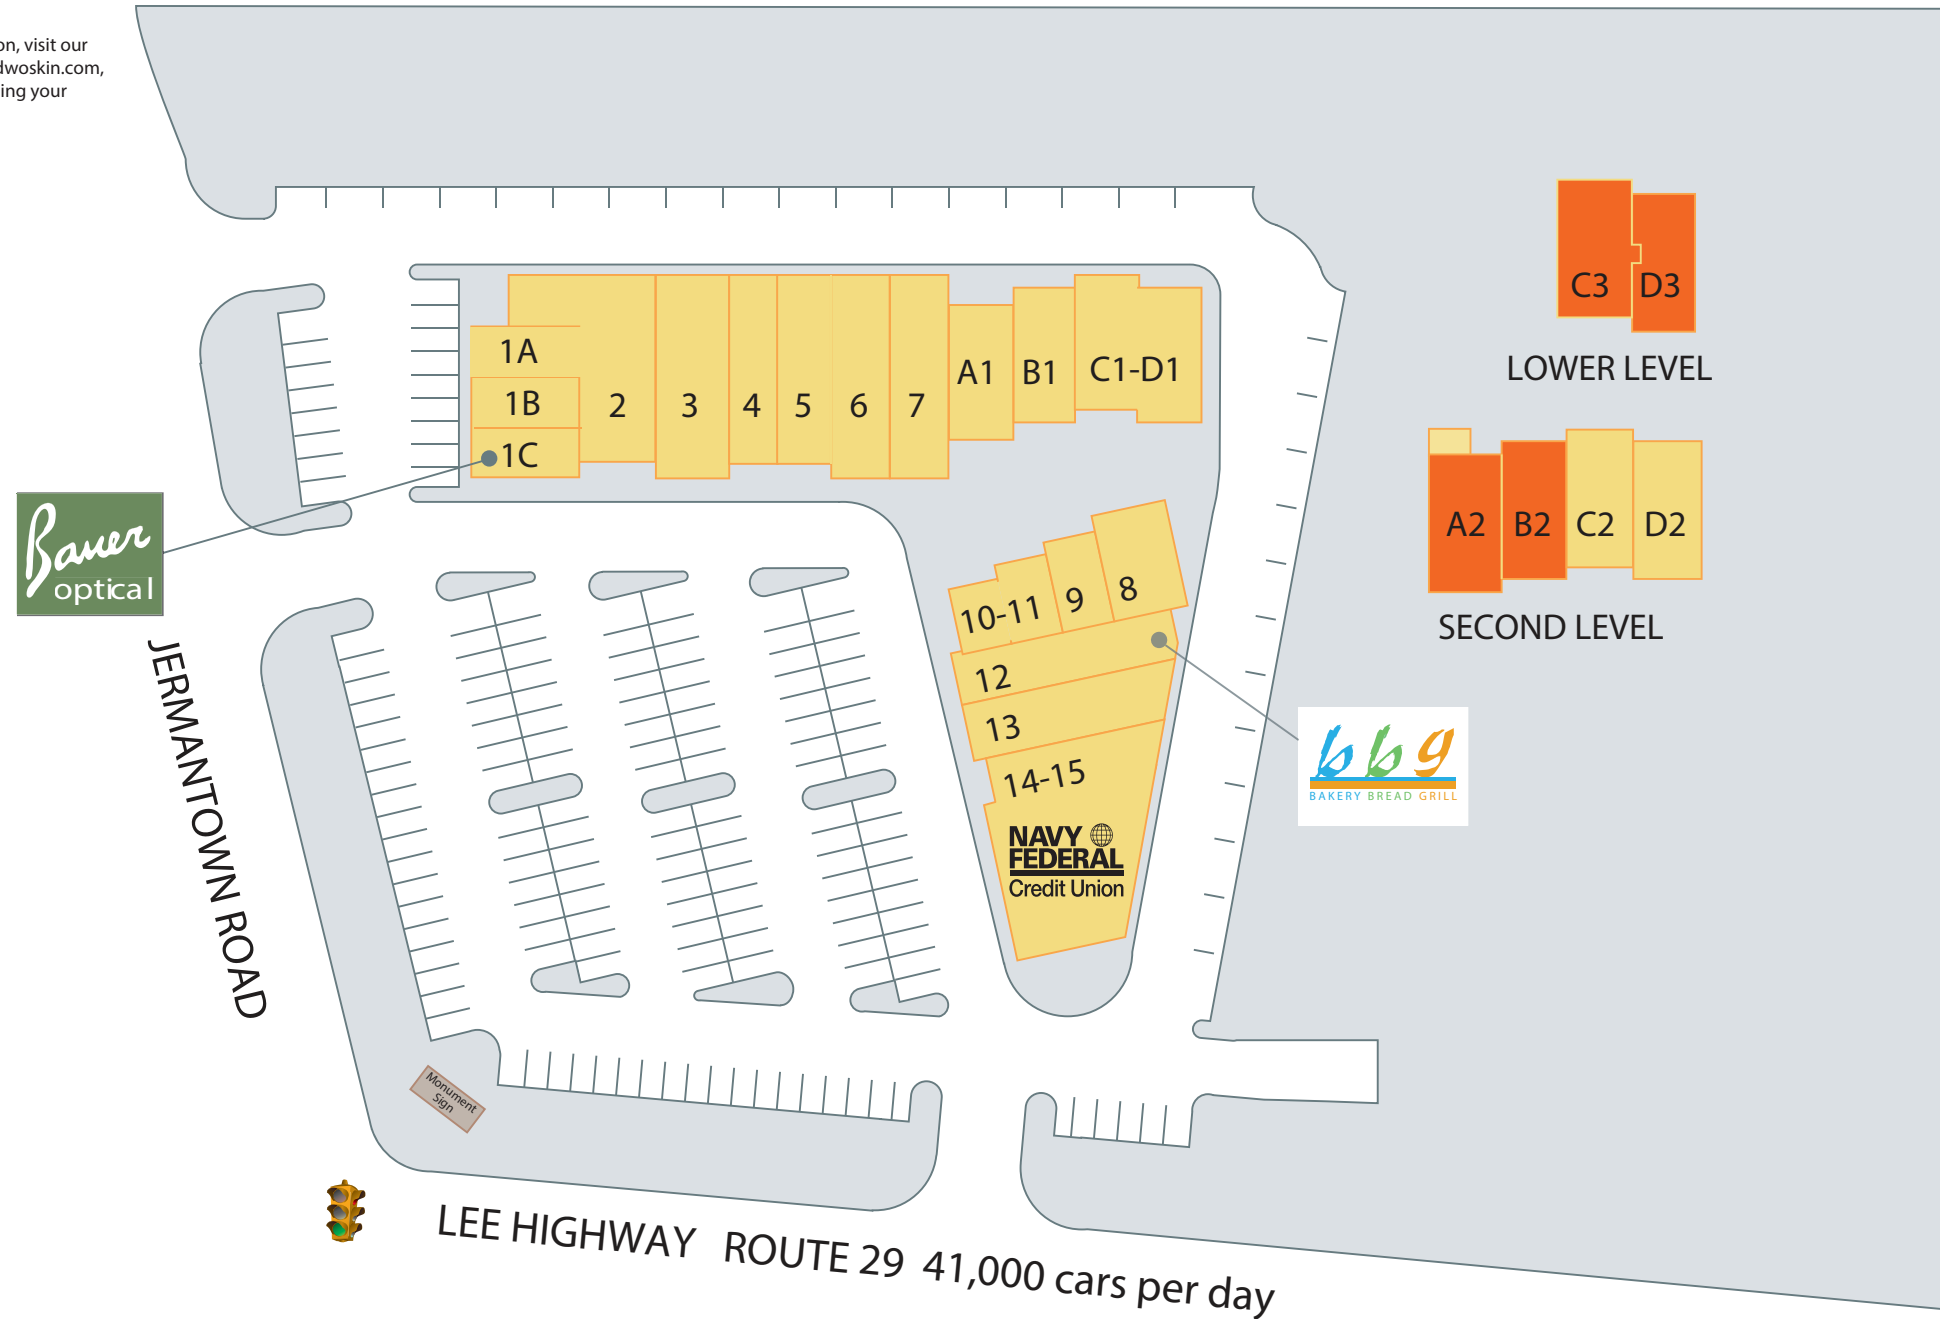 on, visit our
dwoskin.com,
ing your
C3 D3
LOWER LEVEL
1A
1B
1C
2 3 4 5 6 7
A1 B1 C1-D1
A2 B2 C2 D2
SECOND LEVEL
Bauer
optical
10-11 9 8
12
13
14-15
NAVY
FEDERAL
Credit Union
bbg
BAKERY BREAD GRILL
JERMANTOWN ROAD
Monument
Sign
LEE HIGHWAY ROUTE 29 41,000 cars per day